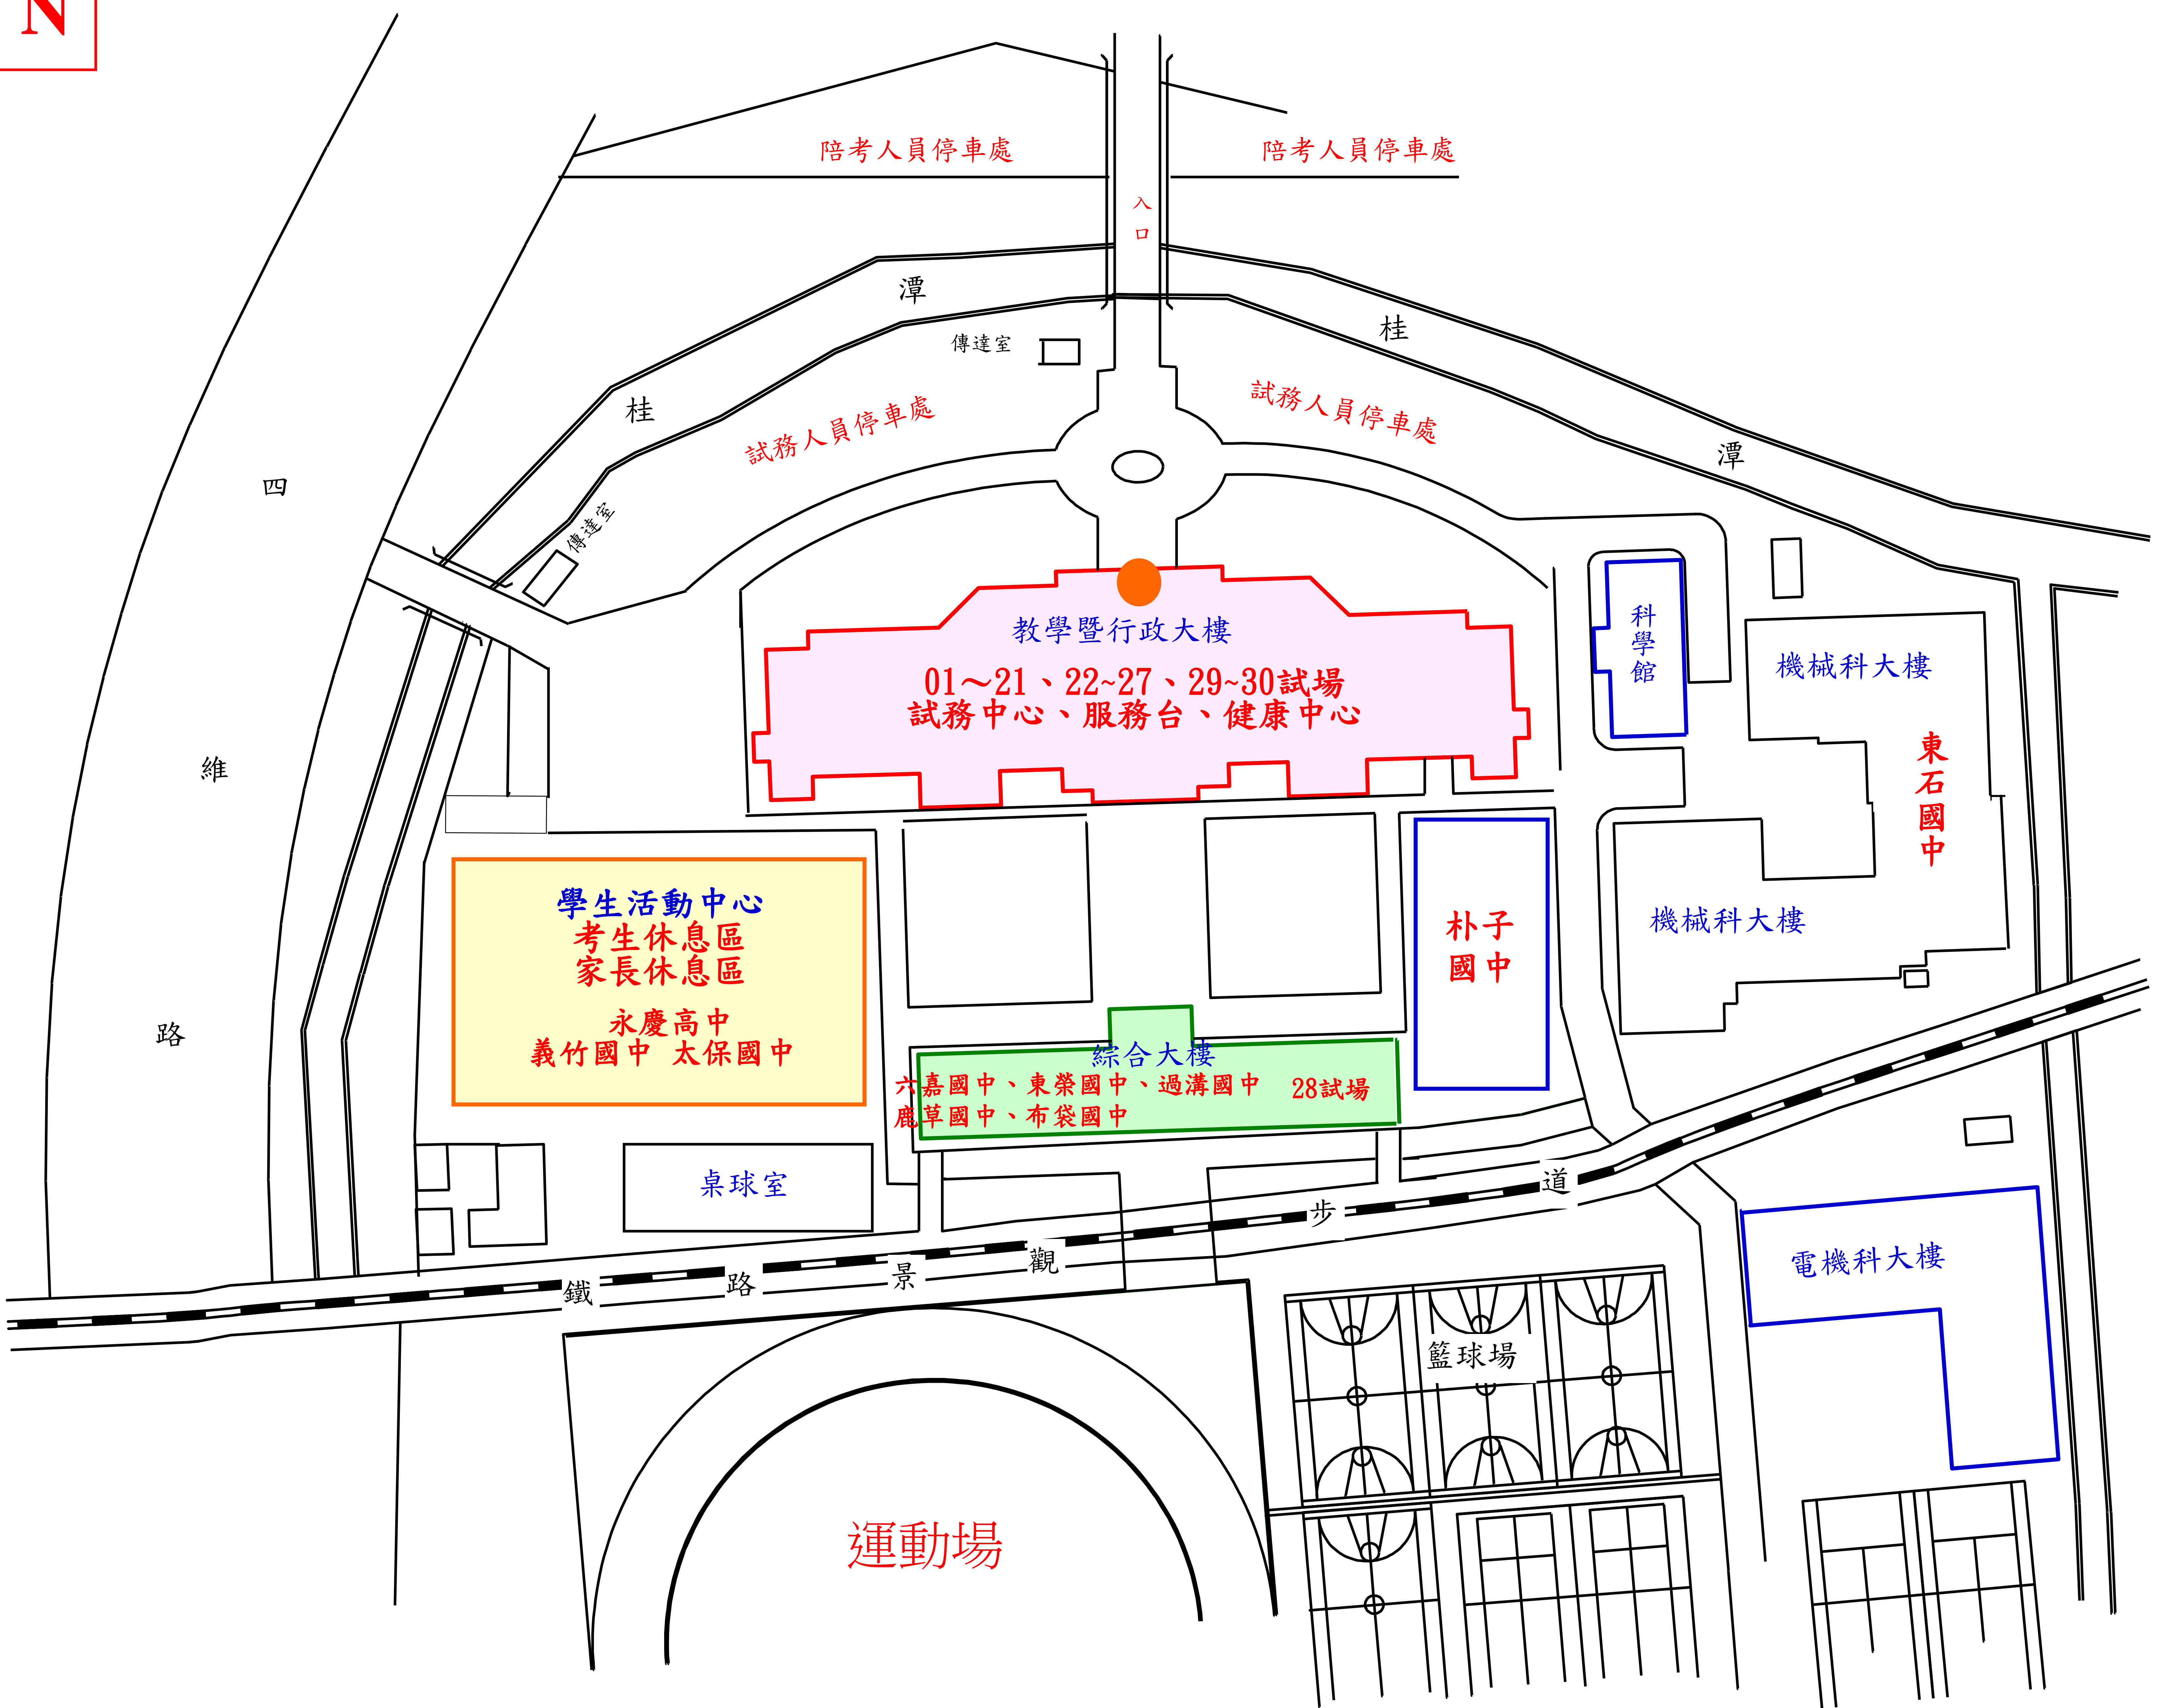 N
陪考人員停車處
陪考人員停車處
入口
潭
桂
傳達室
桂
試務人員停車處
試務人員停車處
潭
四
傳達室
教學暨行政大樓
01～21、22~27、29~30試場
試務中心、服務台、健康中心
科學館
機械科大樓
東石國中
維
學生活動中心
考生休息區
家長休息區
永慶高中
義竹國中 太保國中
朴子
國中
機械科大樓
路
綜合大樓
六嘉國中、東榮國中、過溝國中 28試場
鹿草國中、布袋國中
桌球室
鐵路景觀步道
電機科大樓
籃球場
運動場